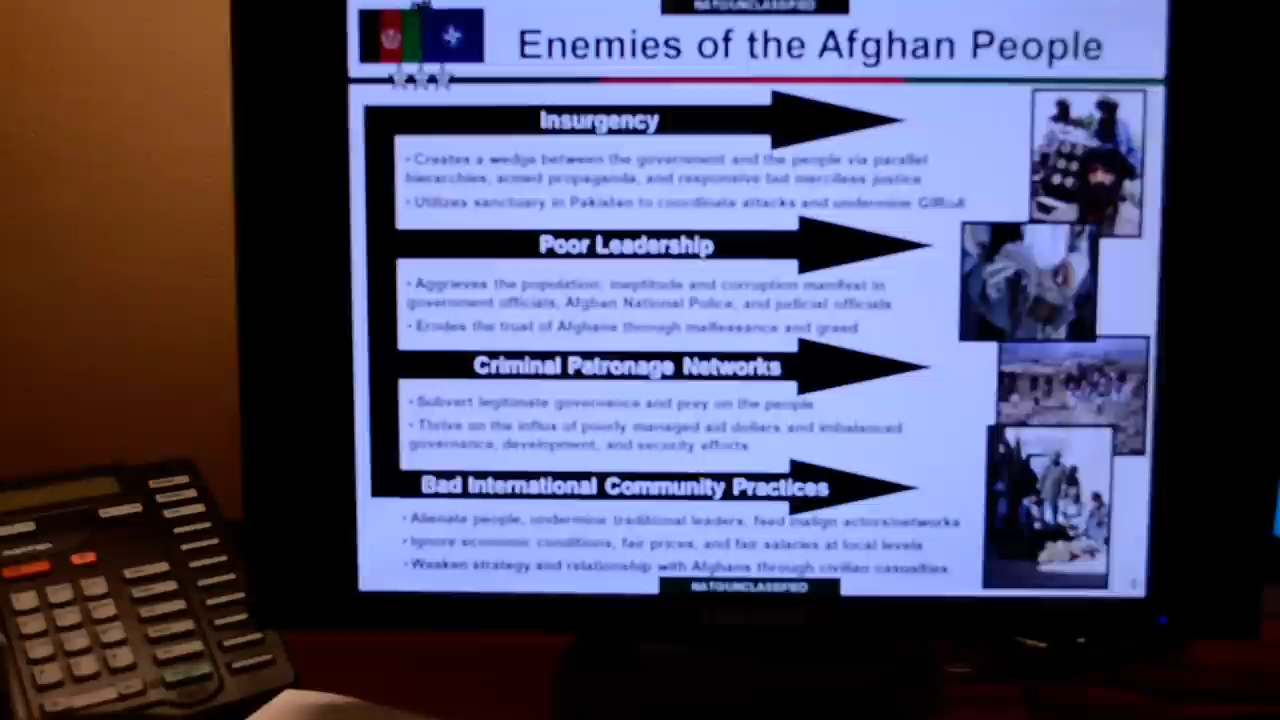 NATO UNCLASSIFIED
Enemies of the Afghan People
Insurgency
• Creates a wedge between the government and the people via parallel
hierarchies, armed propaganda, and responsive but merciless justice
• Utilizes sanctuary in Pakistan to coordinate attacks and undermine GIRoA
Poor Leadership
• Aggrieves the population; ineptitude and corruption manifest in
government officials, Afghan National Police, and judicial officials
• Erodes the trust of Afghans through malfeasance and greed
Criminal Patronage Networks
• Subvert legitimate governance and prey on the people
• Thrive on the influx of poorly managed aid dollars and imbalanced
governance, development, and security efforts
Bad International Community Practices
• Alienate people, undermine traditional leaders, feed malign actors/networks
• Ignore economic conditions, fair prices, and fair salaries at local levels
• Weaken strategy and relationship with Afghans through civilian casualties
NATO UNCLASSIFIED